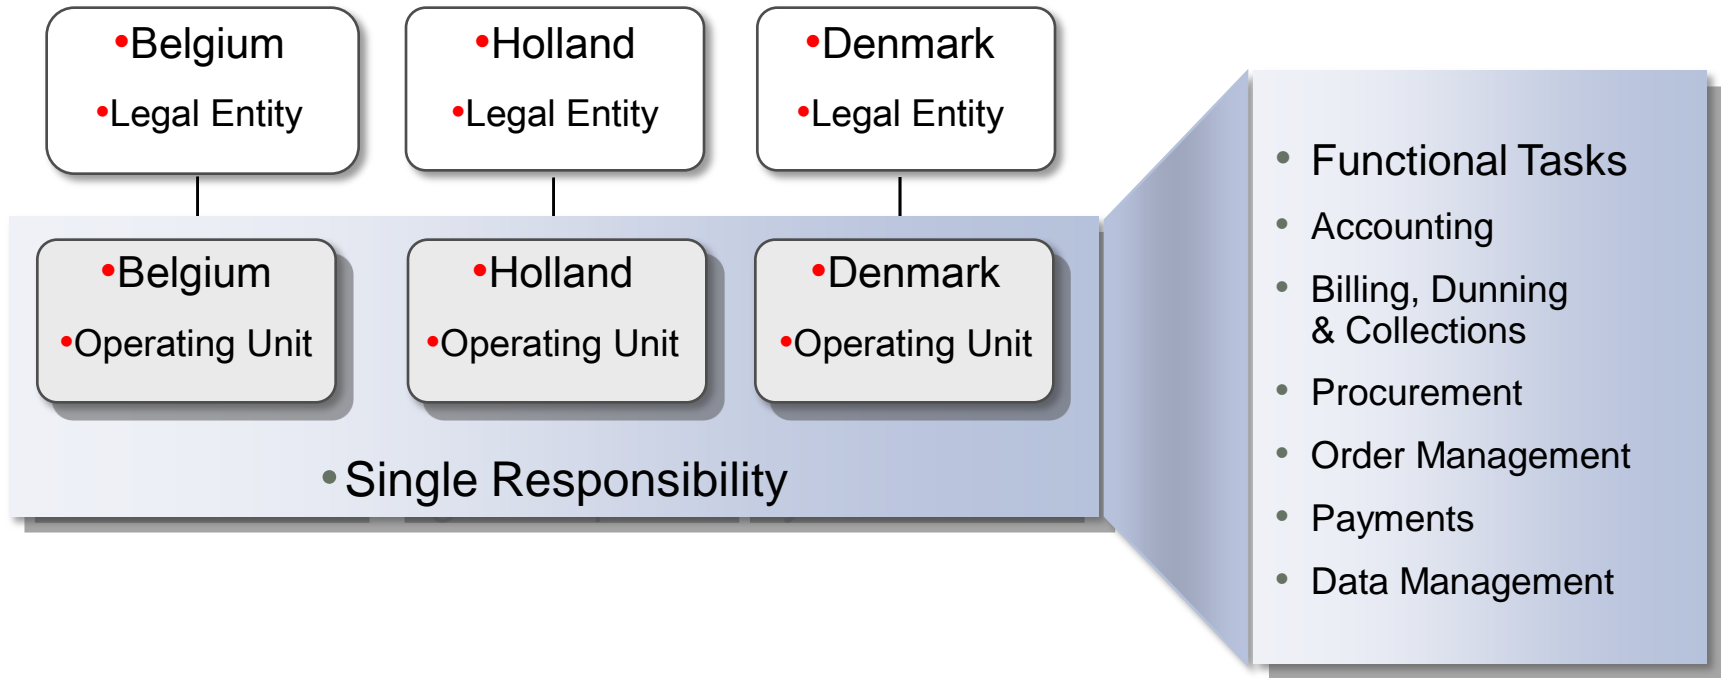 •Belgium
•Legal Entity
•Holland
•Legal Entity
•Denmark
•Legal Entity
•Belgium
•Operating Unit
•Holland
•Operating Unit
•Denmark
•Operating Unit
•Single Responsibility
• Functional Tasks
• Accounting
• Billing, Dunning
& Collections
• Procurement
• Order Management
• Payments
• Data Management